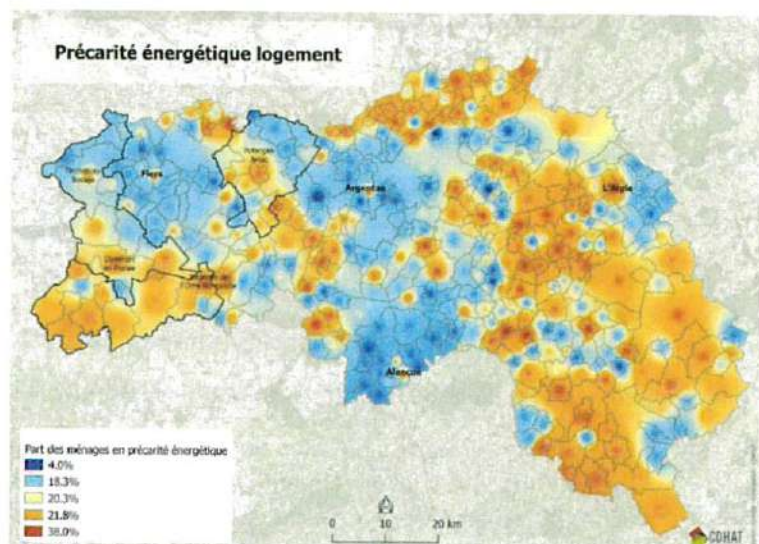 Précarité énergétique logement
Flers
Argentan
L'Aigle
Alençon
Part des ménages en précarité énergétique
4.0%
18.3%
20.3%
21.8%
38.0%
0 10 20 km
CDHAT